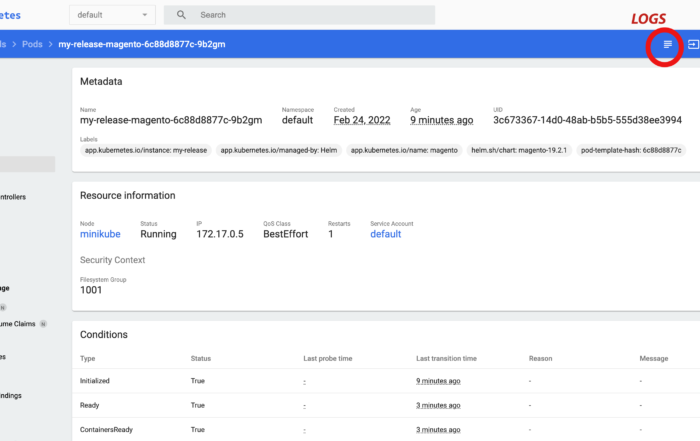 etes default Search
LOGS
ds > Pods > my-release-magento-6c88d8877c-9b2gm
Metadata
Name Namespace Created Age UID
my-release-magento-6c88d8877c-9b2gm default Feb 24, 2022 9 minutes ago 3c673367-14d0-48ab-b5b5-555d38ee3994
Labels
app.kubernetes.io/instance: my-release app.kubernetes.io/managed-by: Helm app.kubernetes.io/name: magento helm.sh/chart: magento-19.2.1 pod-template-hash: 6c88d8877c
ntrollers
Resource information
Node Status IP QoS Class Restarts Service Account
minikube Running 172.17.0.5 BestEffort 1 default
Security Context
Filesystem Group
1001
age
N
ume Claims N
es
indings
Conditions
Type Status Last probe time Last transition time Reason Message
Initialized True - 9 minutes ago - -
Ready True - 3 minutes ago - -
ContainersReady True - 3 minutes ago - -